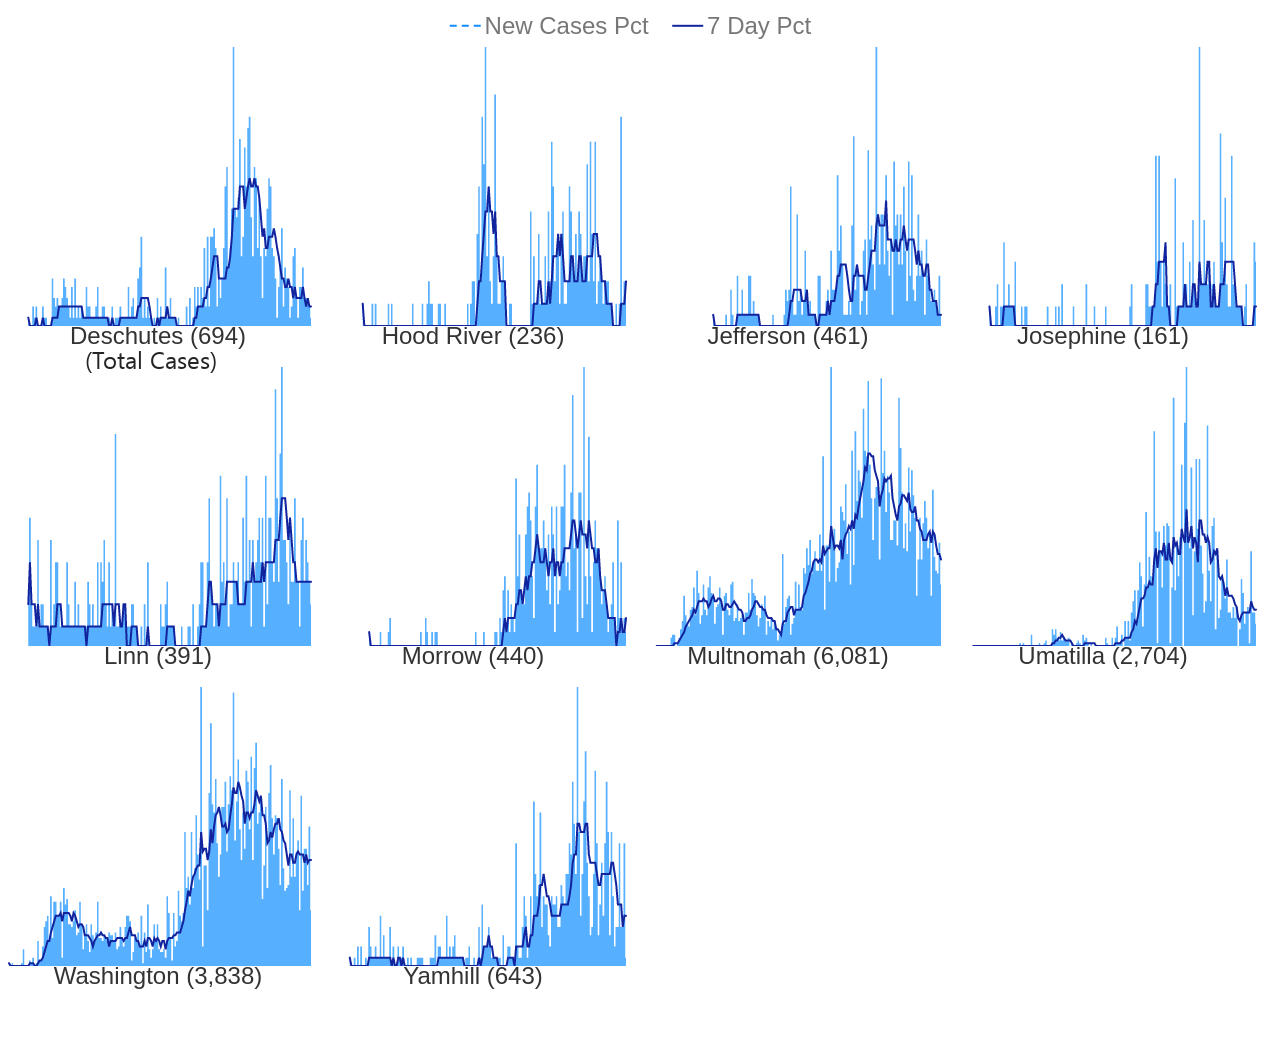 New Cases Pct 7 Day Pct
Deschutes (694) Hood River (236) Jefferson (461) Josephine (161)
(Total Cases)
Linn (391) Morrow (440) Multnomah (6,081) Umatilla (2,704)
Washington (3,838) Yamhill (643)